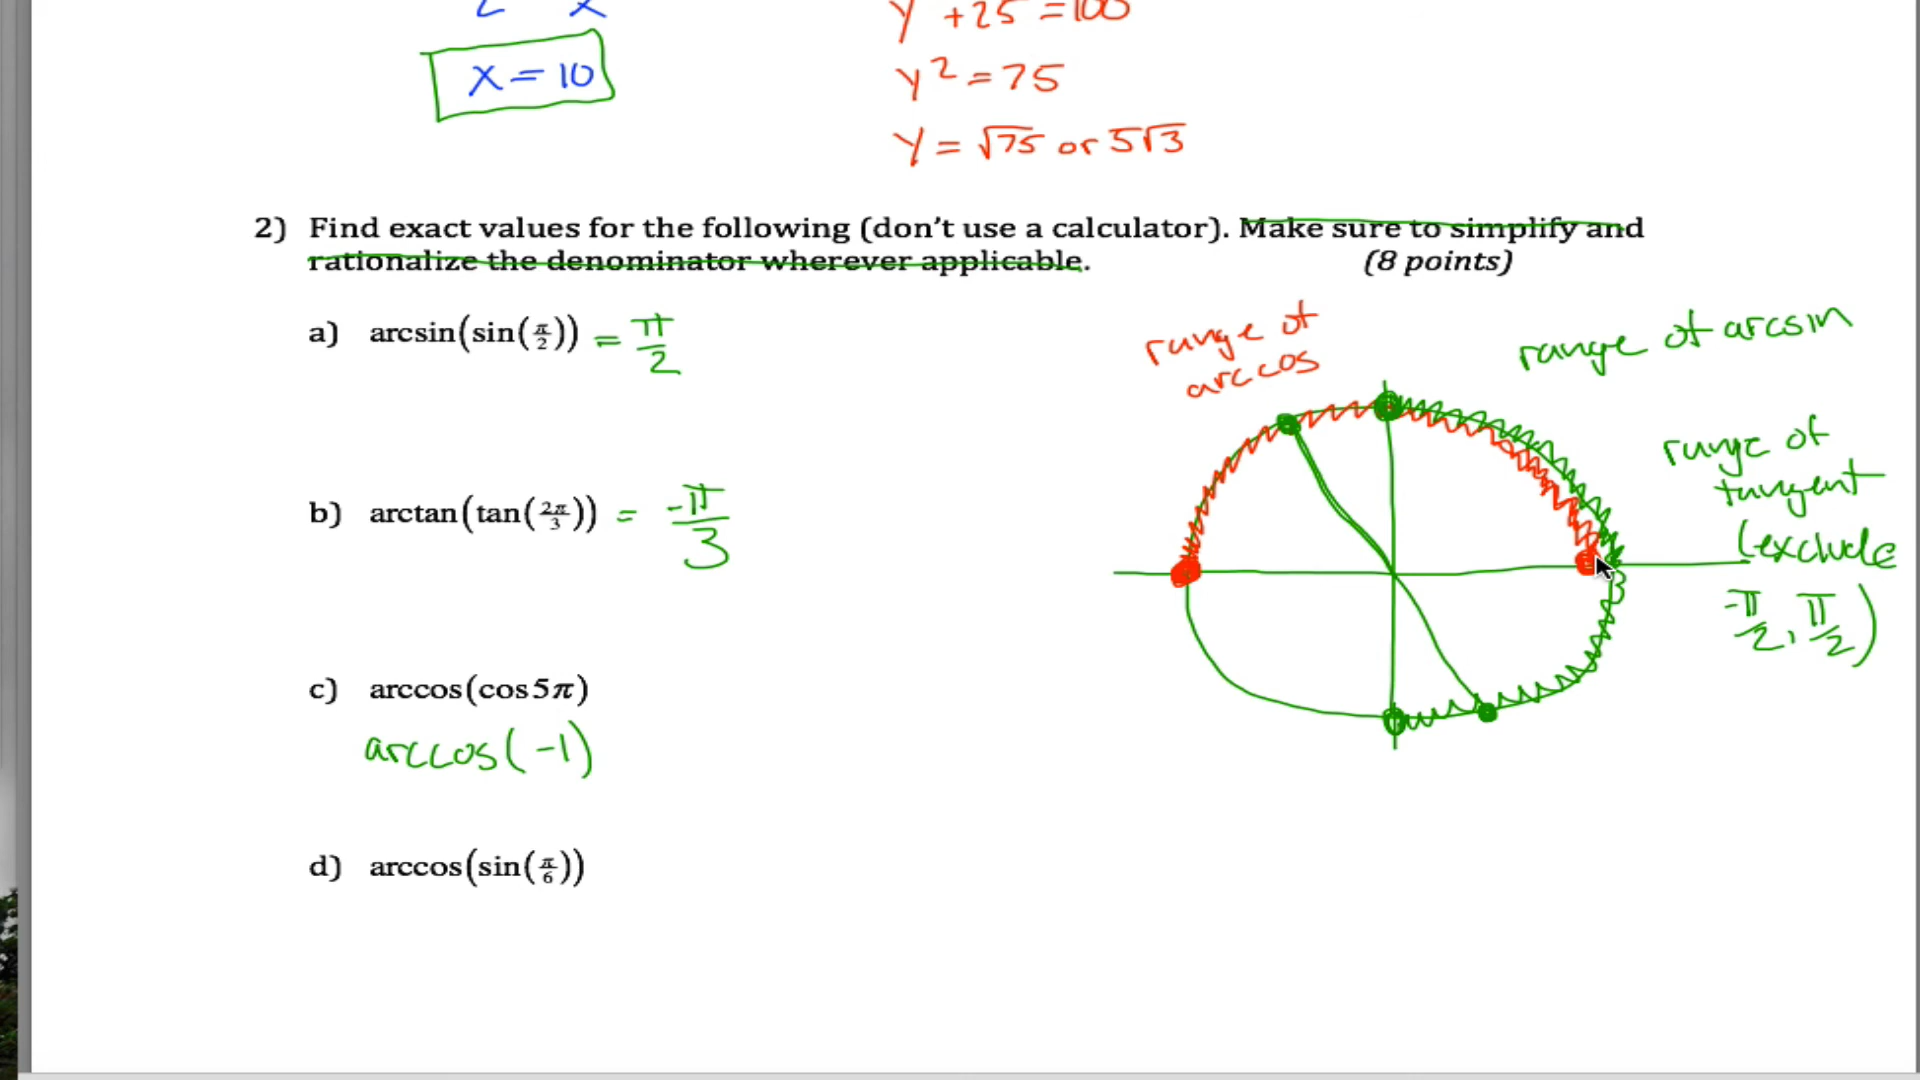 x = 10
y +25 = 100
y² = 75
y = √75 or 5√3
2) Find exact values for the following (don't use a calculator). Make sure to simplify and
rationalize the denominator wherever applicable. (8 points)
a) arcsin(sin(π/2)) = π/2
range of
arccos
range of arcsin
range of
tangent
(exclude
-π/2, π/2)
b) arctan(tan(2π/3)) = -π/3
c) arccos(cos5π)
arccos(-1)
d) arccos(sin(π/6))